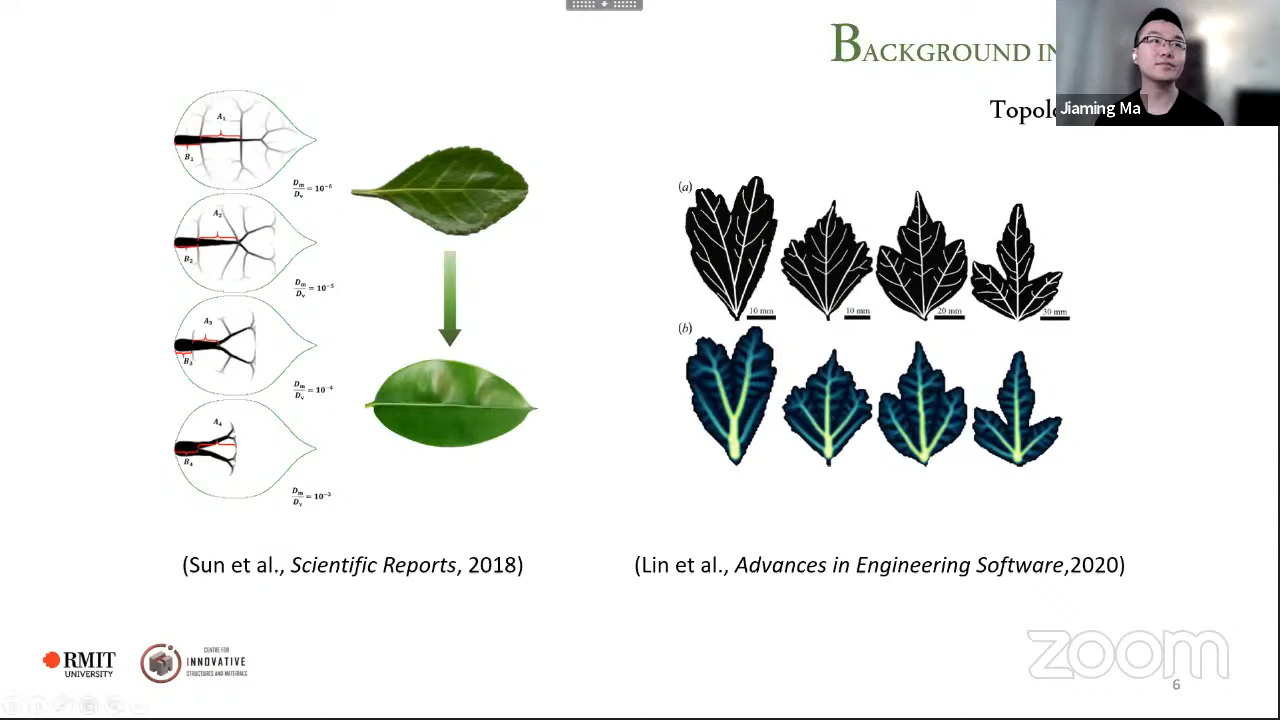 BACKGROUND IN
Topolo
Jiaming Ma
A₁
B₁
Dm/Dv = 10⁻⁶
A₂
B₂
Dm/Dv = 10⁻⁵
A₃
B₃
Dm/Dv = 10⁻⁴
A₄
B₄
Dm/Dv = 10⁻³
(a)
10 mm 10 mm 20 mm 30 mm
(b)
(Sun et al., Scientific Reports, 2018)
(Lin et al., Advances in Engineering Software,2020)
RMIT
UNIVERSITY
CENTRE FOR
INNOVATIVE
STRUCTURES AND MATERIALS
zoom
6